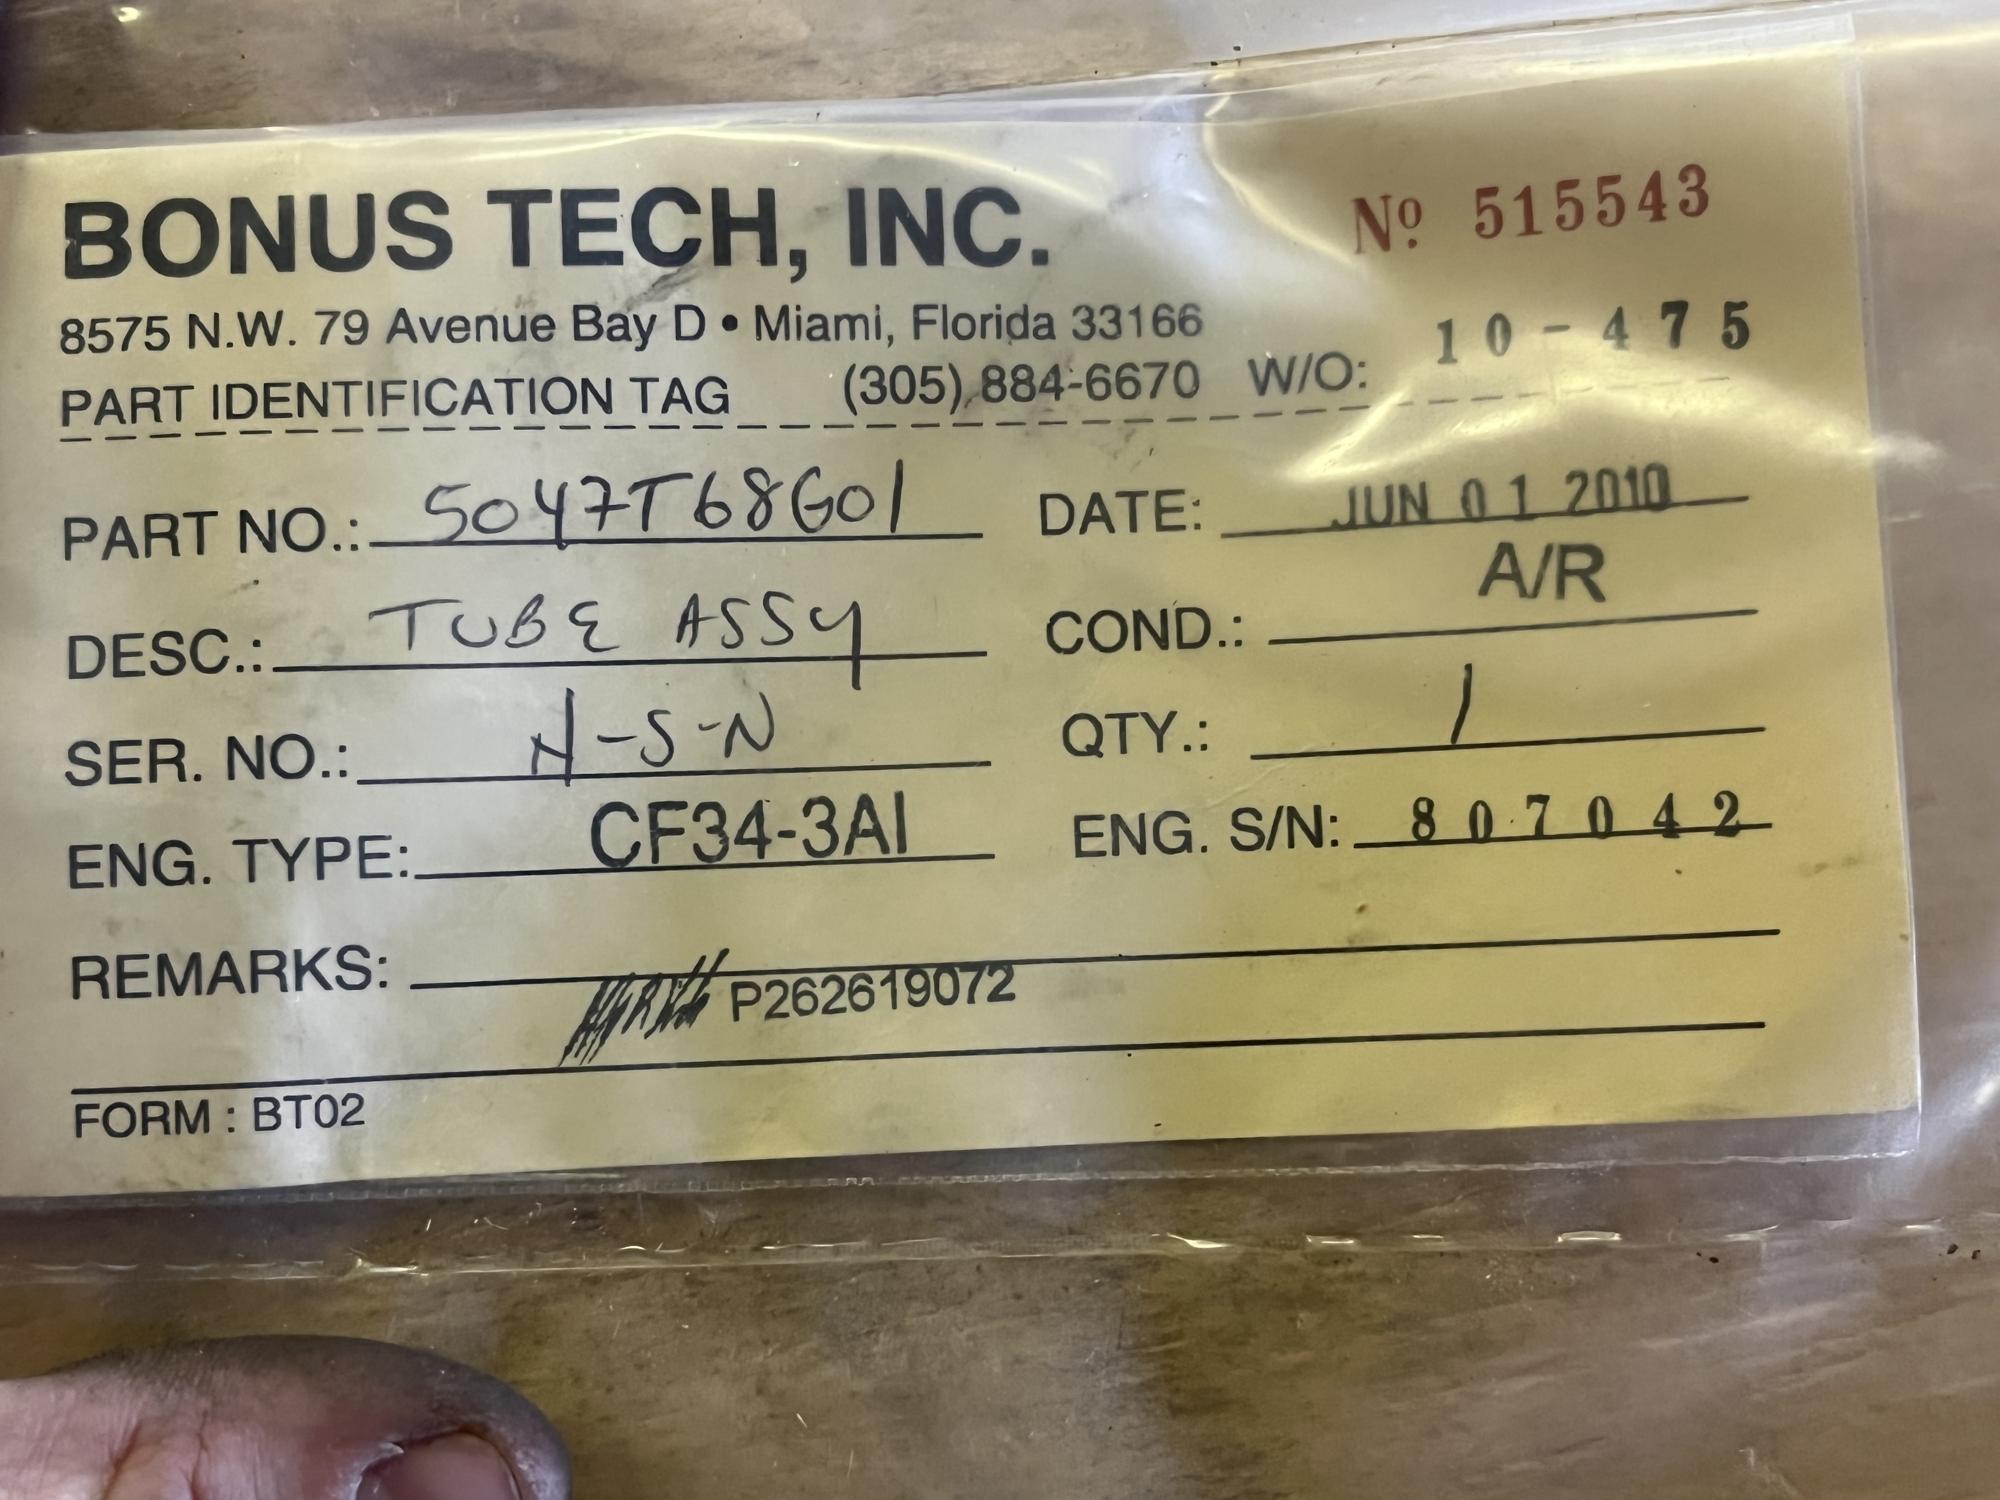 BONUS TECH, INC.
Nº 515543
8575 N.W. 79 Avenue Bay D • Miami, Florida 33166
PART IDENTIFICATION TAG (305) 884-6670 W/O: 10-475
PART NO.: 5047T68G01 DATE: JUN 01 2010
DESC.: TUBE ASSY COND.: A/R
SER. NO.: N-S-N QTY.: 1
ENG. TYPE: CF34-3A1 ENG. S/N: 807042
REMARKS:
P262619072
FORM : BT02